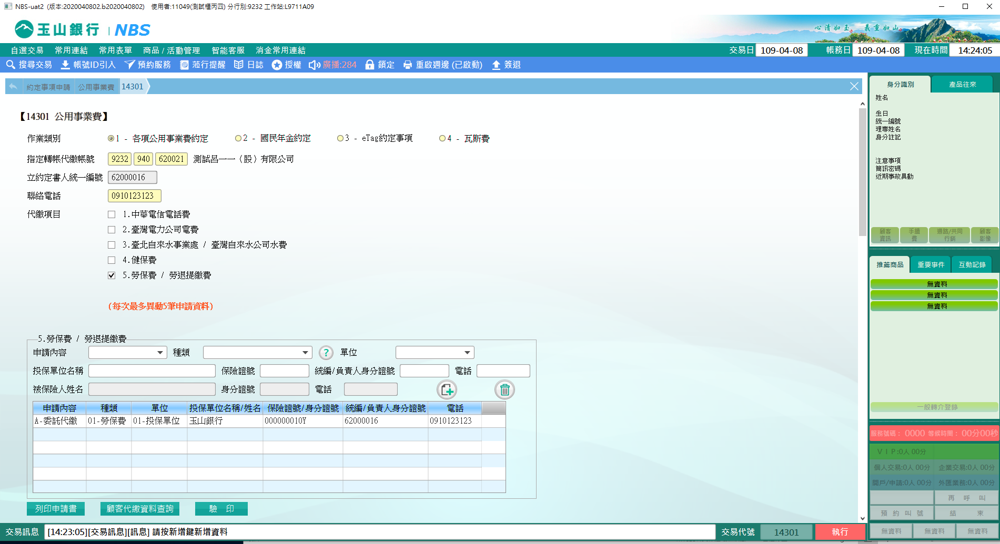 NBS-uat2 (版本:2020040802.b2020040802) 使用者:11049(測試櫃丙四) 分行別:9232 工作站:L9711A09
玉山銀行 | NBS
心清如玉。義重如山。
自選交易 常用連結 常用表單 商品 / 活動管理 智能客服 消金常用連結 交易日 109-04-08 帳務日 109-04-08 現在時間 14:24:05
搜尋交易 帳號ID引入 預約服務 蒞行提醒 日誌 授權 廣播:284 鎖定 重啟週邊 (已啟動) 簽退
約定事項申請 公用事業費 14301
【14301 公用事業費】
作業類別 1 - 各項公用事業費約定 2 - 國民年金約定 3 - eTag約定事項 4 - 瓦斯費
指定轉帳代繳帳號 9232 940 620021 測試呂一一（股）有限公司
立約定書人統一編號 62000016
聯絡電話 0910123123
代繳項目 1.中華電信電話費
2.臺灣電力公司電費
3.臺北自來水事業處 / 臺灣自來水公司水費
4.健保費
5.勞保費 / 勞退提繳費
(每次最多異動5筆申請資料)
5.勞保費 / 勞退提繳費
申請內容 種類 ? 單位
投保單位名稱 保險證號 統編/負責人身分證號 電話
被保險人姓名 身分證號 電話
申請內容 種類 單位 投保單位名稱/姓名 保險證號/身分證號 統編/負責人身分證號 電話
A-委託代繳 01-勞保費 01-投保單位 玉山銀行 000000010Y 62000016 0910123123
列印申請書 顧客代繳資料查詢 驗 印
交易訊息 [14:23:05][交易訊息][訊息] 請按新增鍵新增資料 交易代號 14301 執行
身分識別 產品往來
姓名
生日
統一編號
理專姓名
身分註記
注意事項
簡訊密碼
近期事故異動
顧客資訊 手續費 通路/共同行銷 顧客影像
推薦商品 重要事件 互動記錄
無資料
無資料
無資料
一般轉介登錄
服務號碼： 0000 等候時間： 00分00秒
V I P:0人 00分
個人交易:0人 00分 企業交易:0人 00分
開戶/申請:0人 00分 外匯業務:0人 00分
再 呼 叫
預 約 叫 號 結 束
無資料 無資料 無資料